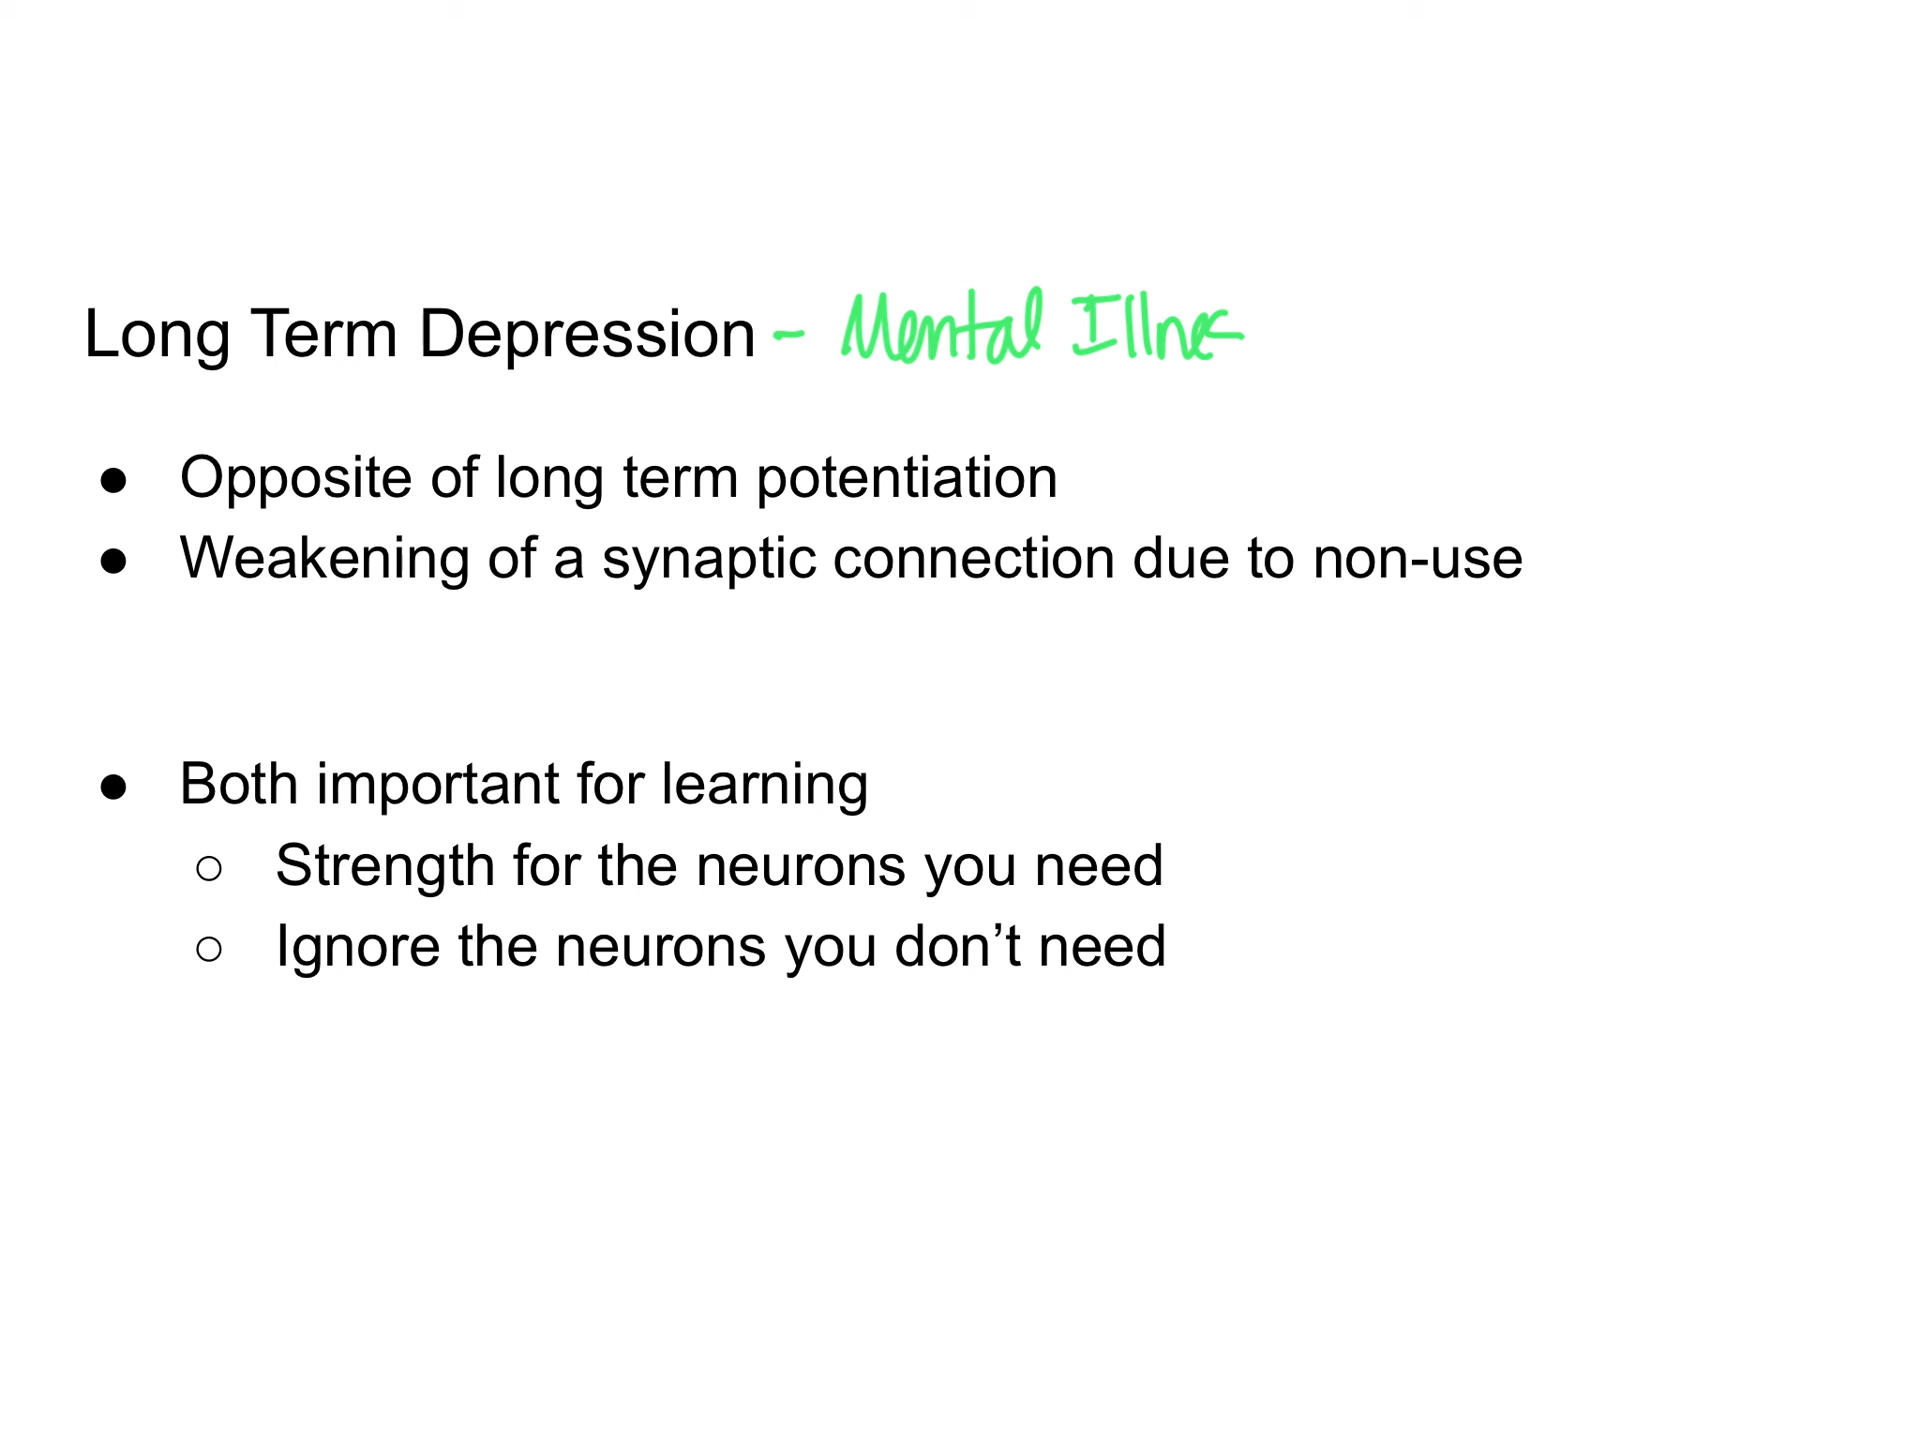 Long Term Depression - Mental Illnes
● Opposite of long term potentiation
● Weakening of a synaptic connection due to non-use
● Both important for learning
○ Strength for the neurons you need
○ Ignore the neurons you don’t need